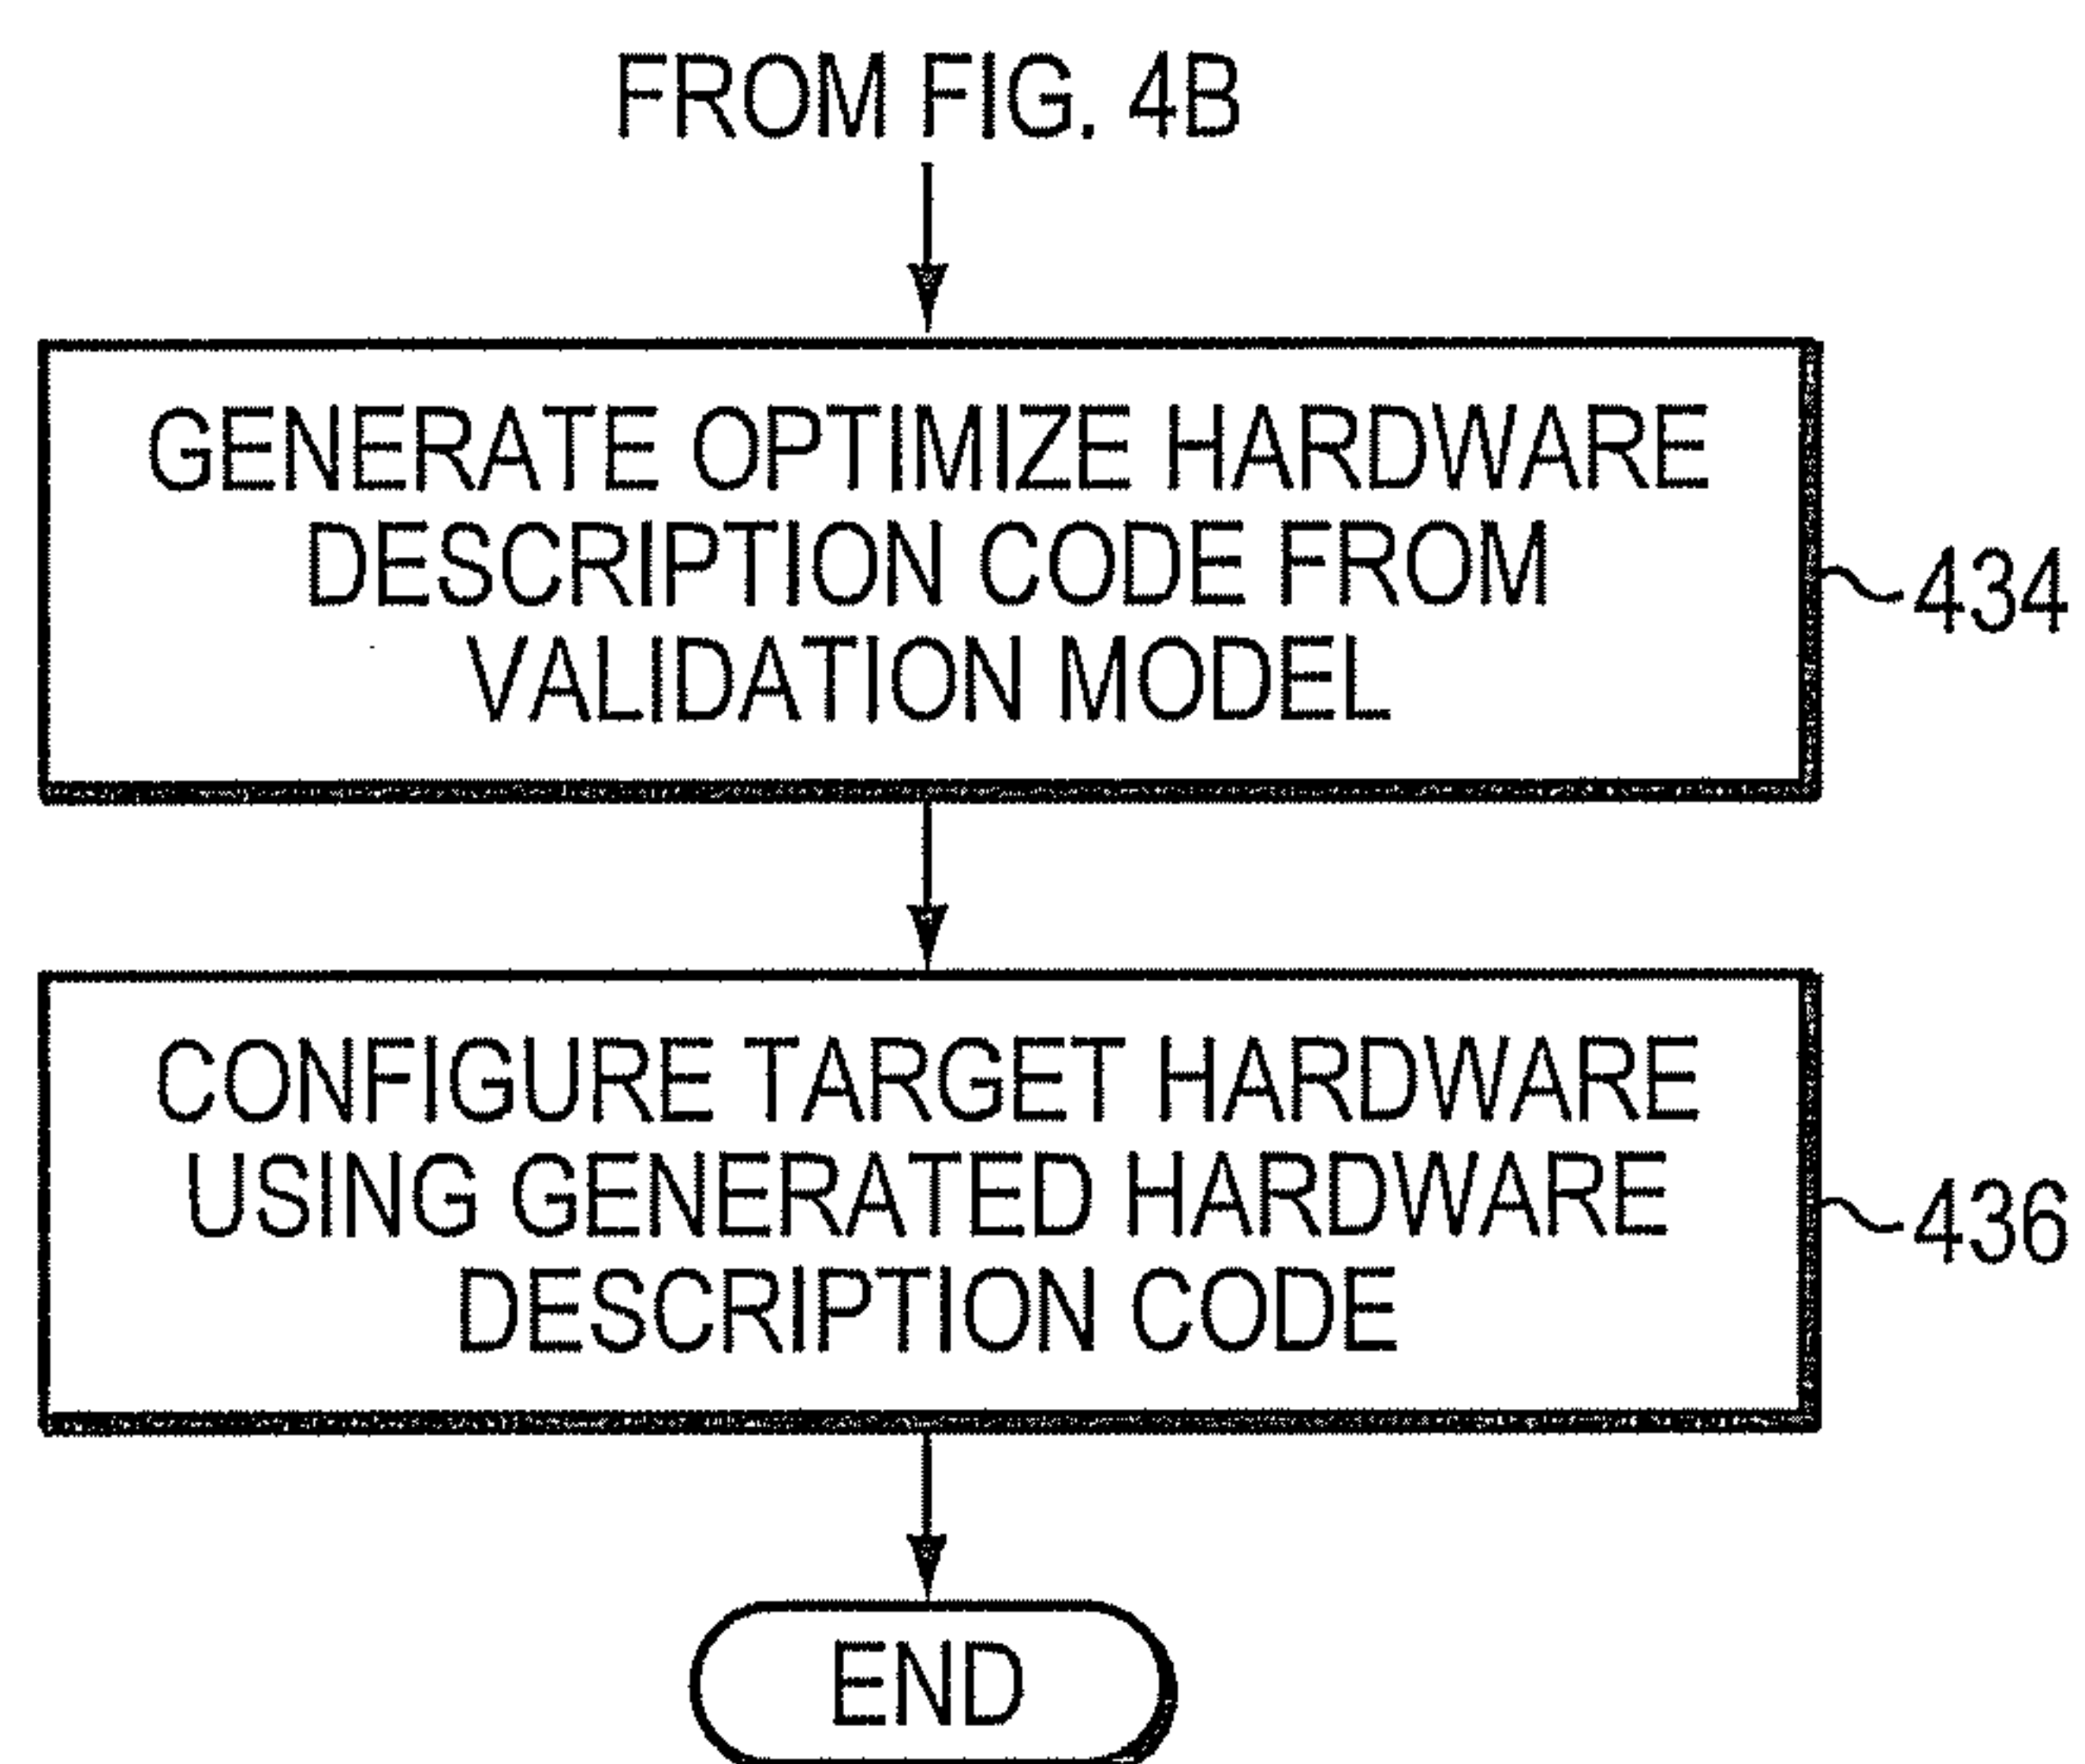 FROM FIG. 4B
GENERATE OPTIMIZE HARDWARE
DESCRIPTION CODE FROM
VALIDATION MODEL
434
CONFIGURE TARGET HARDWARE
USING GENERATED HARDWARE
DESCRIPTION CODE
436
END